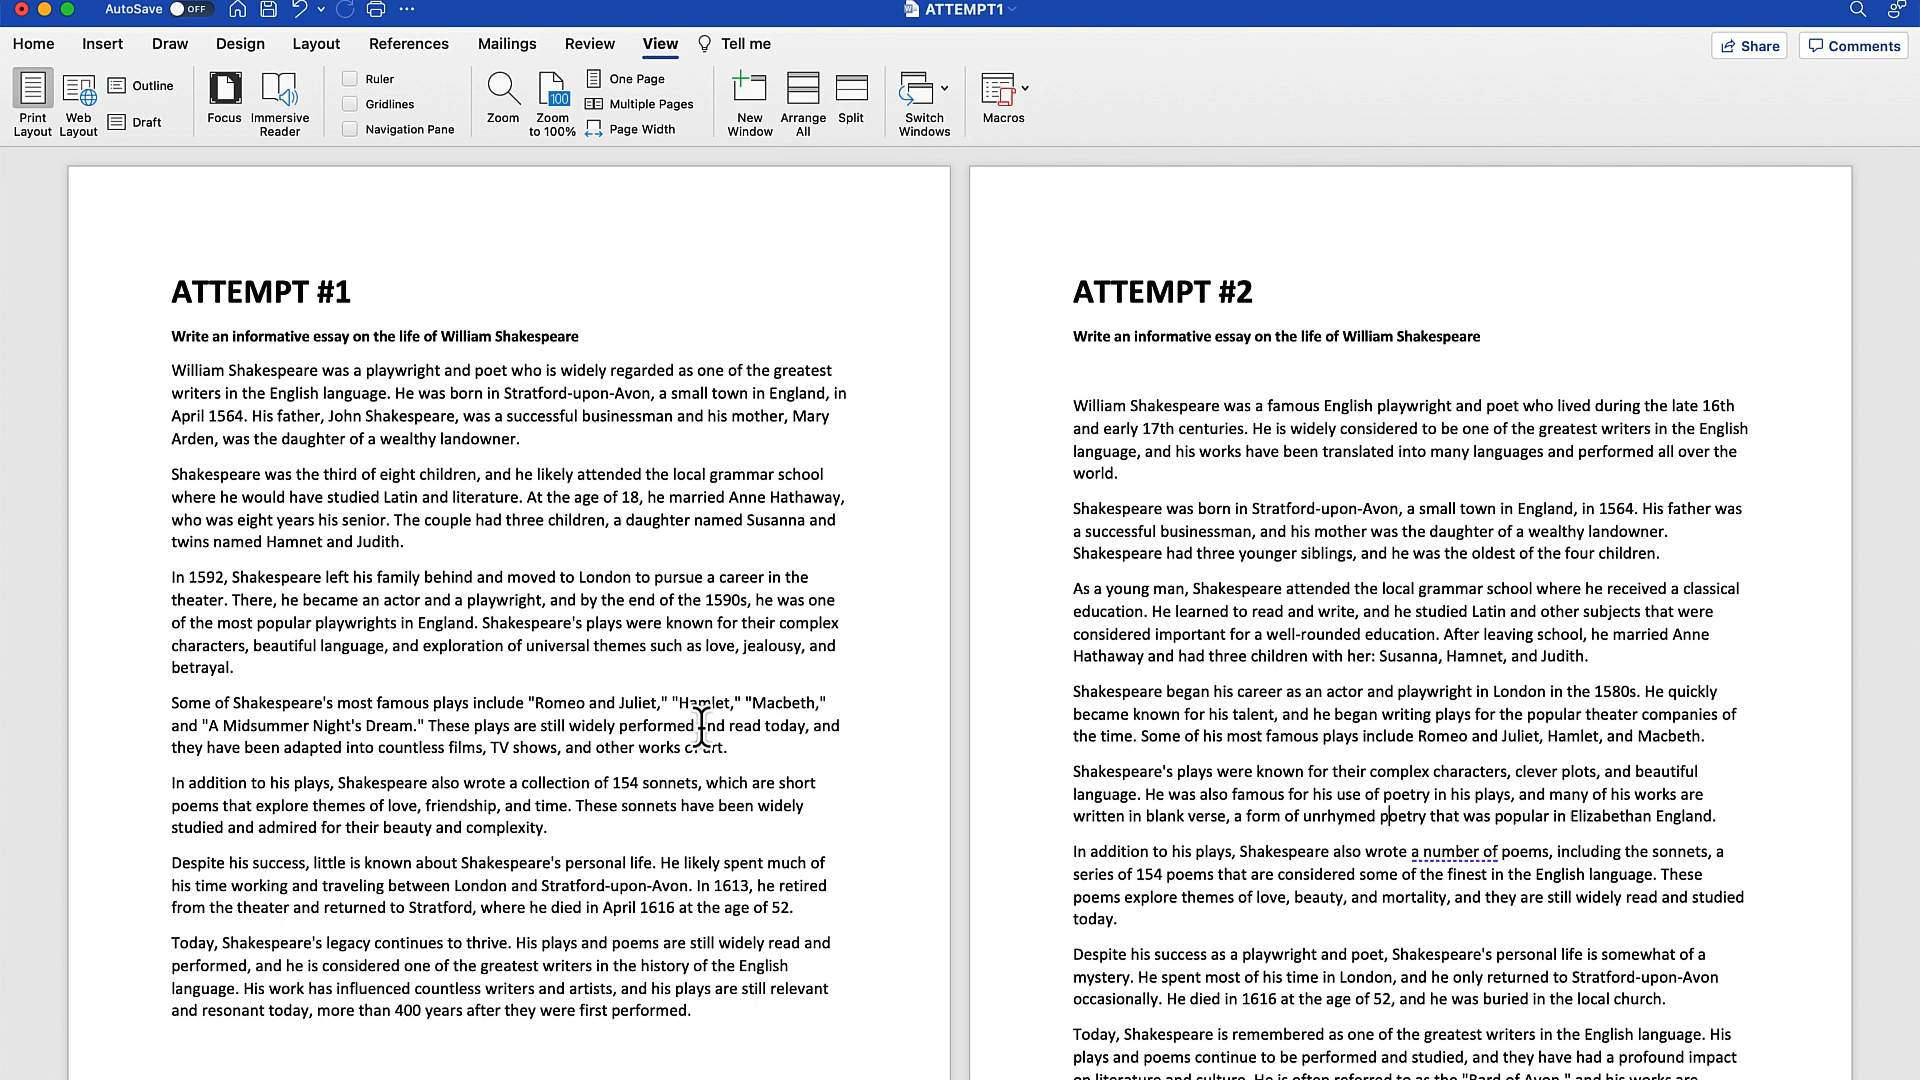 AutoSave OFF
ATTEMPT1
Home Insert Draw Design Layout References Mailings Review View Tell me
Share Comments
Print Layout
Web Layout
Outline
Draft
Focus
Immersive Reader
Ruler
Gridlines
Navigation Pane
Zoom
100
Zoom to 100%
One Page
Multiple Pages
Page Width
New Window
Arrange All
Split
Switch Windows
Macros
ATTEMPT #1
Write an informative essay on the life of William Shakespeare
William Shakespeare was a playwright and poet who is widely regarded as one of the greatest
writers in the English language. He was born in Stratford-upon-Avon, a small town in England, in
April 1564. His father, John Shakespeare, was a successful businessman and his mother, Mary
Arden, was the daughter of a wealthy landowner.
Shakespeare was the third of eight children, and he likely attended the local grammar school
where he would have studied Latin and literature. At the age of 18, he married Anne Hathaway,
who was eight years his senior. The couple had three children, a daughter named Susanna and
twins named Hamnet and Judith.
In 1592, Shakespeare left his family behind and moved to London to pursue a career in the
theater. There, he became an actor and a playwright, and by the end of the 1590s, he was one
of the most popular playwrights in England. Shakespeare's plays were known for their complex
characters, beautiful language, and exploration of universal themes such as love, jealousy, and
betrayal.
Some of Shakespeare's most famous plays include "Romeo and Juliet," "Hamlet," "Macbeth,"
and "A Midsummer Night's Dream." These plays are still widely performed and read today, and
they have been adapted into countless films, TV shows, and other works of art.
In addition to his plays, Shakespeare also wrote a collection of 154 sonnets, which are short
poems that explore themes of love, friendship, and time. These sonnets have been widely
studied and admired for their beauty and complexity.
Despite his success, little is known about Shakespeare's personal life. He likely spent much of
his time working and traveling between London and Stratford-upon-Avon. In 1613, he retired
from the theater and returned to Stratford, where he died in April 1616 at the age of 52.
Today, Shakespeare's legacy continues to thrive. His plays and poems are still widely read and
performed, and he is considered one of the greatest writers in the history of the English
language. His work has influenced countless writers and artists, and his plays are still relevant
and resonant today, more than 400 years after they were first performed.
ATTEMPT #2
Write an informative essay on the life of William Shakespeare
William Shakespeare was a famous English playwright and poet who lived during the late 16th
and early 17th centuries. He is widely considered to be one of the greatest writers in the English
language, and his works have been translated into many languages and performed all over the
world.
Shakespeare was born in Stratford-upon-Avon, a small town in England, in 1564. His father was
a successful businessman, and his mother was the daughter of a wealthy landowner.
Shakespeare had three younger siblings, and he was the oldest of the four children.
As a young man, Shakespeare attended the local grammar school where he received a classical
education. He learned to read and write, and he studied Latin and other subjects that were
considered important for a well-rounded education. After leaving school, he married Anne
Hathaway and had three children with her: Susanna, Hamnet, and Judith.
Shakespeare began his career as an actor and playwright in London in the 1580s. He quickly
became known for his talent, and he began writing plays for the popular theater companies of
the time. Some of his most famous plays include Romeo and Juliet, Hamlet, and Macbeth.
Shakespeare's plays were known for their complex characters, clever plots, and beautiful
language. He was also famous for his use of poetry in his plays, and many of his works are
written in blank verse, a form of unrhymed poetry that was popular in Elizabethan England.
In addition to his plays, Shakespeare also wrote a number of poems, including the sonnets, a
series of 154 poems that are considered some of the finest in the English language. These
poems explore themes of love, beauty, and mortality, and they are still widely read and studied
today.
Despite his success as a playwright and poet, Shakespeare's personal life is somewhat of a
mystery. He spent most of his time in London, and he only returned to Stratford-upon-Avon
occasionally. He died in 1616 at the age of 52, and he was buried in the local church.
Today, Shakespeare is remembered as one of the greatest writers in the English language. His
plays and poems continue to be performed and studied, and they have had a profound impact
on literature and culture. He is often referred to as the "Bard of Avon," and his works are